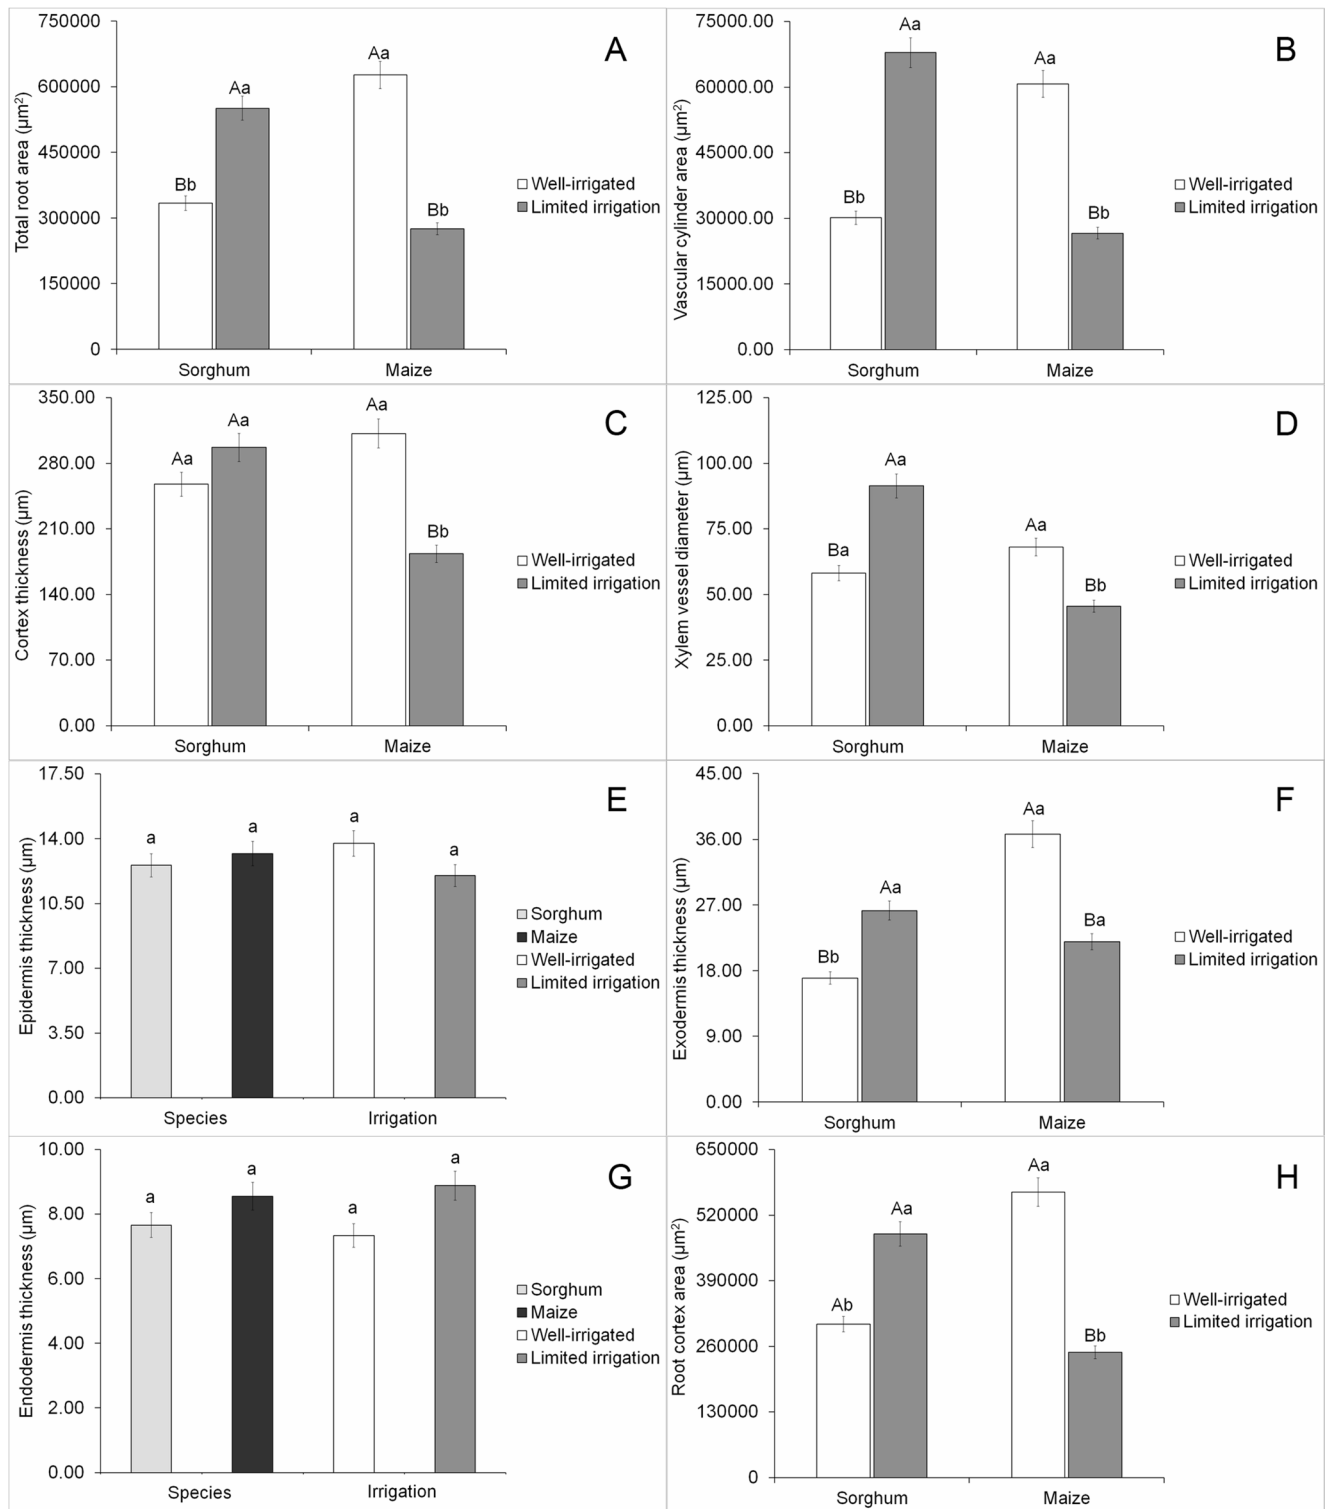 A
Total root area (µm²)
750000
600000
450000
300000
150000
0
Bb
Aa
Aa
Bb
Sorghum
Maize
Well-irrigated
Limited irrigation
B
Vascular cylinder area (µm²)
75000.00
60000.00
45000.00
30000.00
15000.00
0.00
Bb
Aa
Aa
Bb
Sorghum
Maize
Well-irrigated
Limited irrigation
C
Cortex thickness (µm)
350.00
280.00
210.00
140.00
70.00
0.00
Aa
Aa
Aa
Bb
Sorghum
Maize
Well-irrigated
Limited irrigation
D
Xylem vessel diameter (µm)
125.00
100.00
75.00
50.00
25.00
0.00
Ba
Aa
Aa
Bb
Sorghum
Maize
Well-irrigated
Limited irrigation
E
Epidermis thickness (µm)
17.50
14.00
10.50
7.00
3.50
0.00
a
a
a
a
Species
Irrigation
Sorghum
Maize
Well-irrigated
Limited irrigation
F
Exodermis thickness (µm)
45.00
36.00
27.00
18.00
9.00
0.00
Bb
Aa
Aa
Ba
Sorghum
Maize
Well-irrigated
Limited irrigation
G
Endodermis thickness (µm)
10.00
8.00
6.00
4.00
2.00
0.00
a
a
a
a
Species
Irrigation
Sorghum
Maize
Well-irrigated
Limited irrigation
H
Root cortex area (µm²)
650000
520000
390000
260000
130000
0
Ab
Aa
Aa
Bb
Sorghum
Maize
Well-irrigated
Limited irrigation